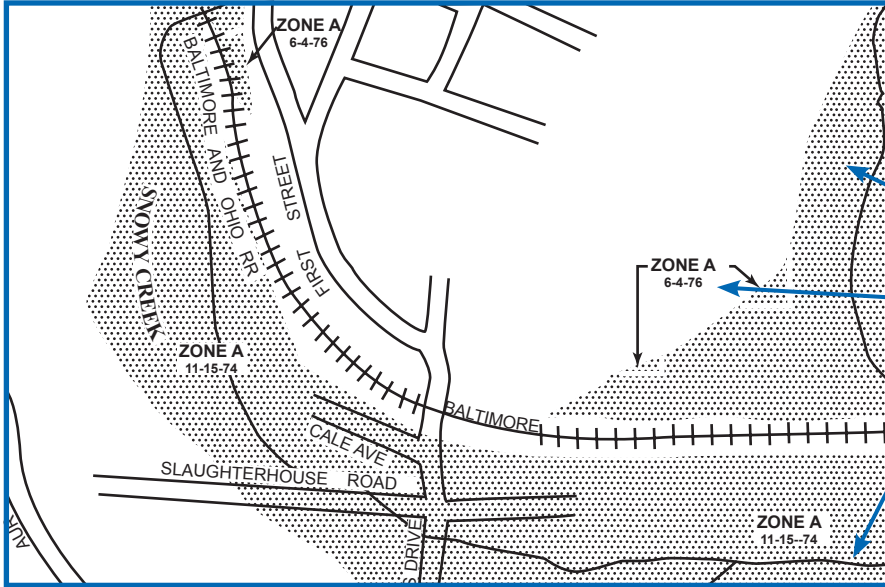 ZONE A
6-4-76
BALTIMORE AND OHIO RR
SNOWY CREEK
FIRST STREET
ZONE A
6-4-76
ZONE A
11-15-74
BALTIMORE
CALE AVE
SLAUGHTERHOUSE ROAD
ZONE A
11-15--74
S DRIVE
AUR